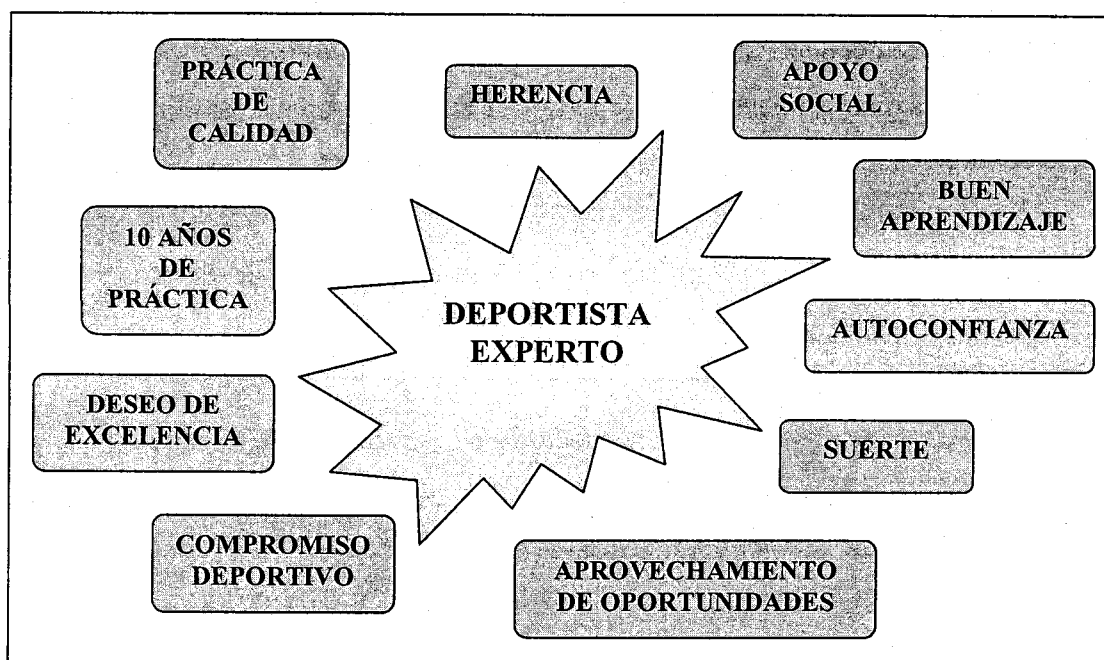 PRÁCTICA
DE
CALIDAD
HERENCIA
APOYO
SOCIAL
BUEN
APRENDIZAJE
10 AÑOS
DE
PRÁCTICA
DEPORTISTA
EXPERTO
AUTOCONFIANZA
DESEO DE
EXCELENCIA
SUERTE
COMPROMISO
DEPORTIVO
APROVECHAMIENTO
DE OPORTUNIDADES